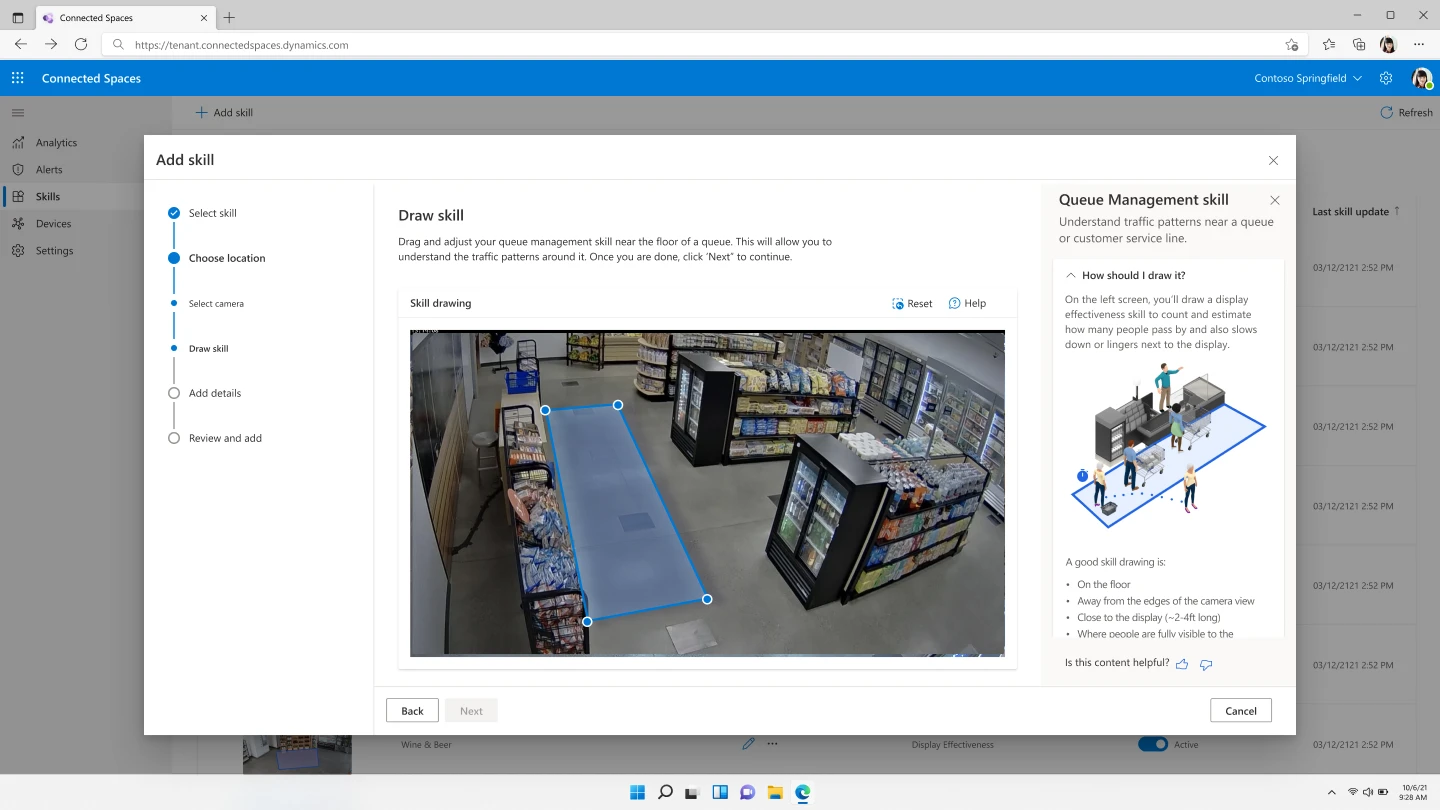 Connected Spaces
https://tenant.connectedspaces.dynamics.com
Connected Spaces
Contoso Springfield
Add skill
Refresh
Analytics
Alerts
Skills
Devices
Settings
Last skill update
03/12/2121 2:52 PM
03/12/2121 2:52 PM
03/12/2121 2:52 PM
03/12/2121 2:52 PM
03/12/2121 2:52 PM
03/12/2121 2:52 PM
03/12/2121 2:52 PM
Add skill
Select skill
Choose location
Select camera
Draw skill
Add details
Review and add
Draw skill
Drag and adjust your queue management skill near the floor of a queue. This will allow you to
understand the traffic patterns around it. Once you are done, click ‘Next” to continue.
Skill drawing
Reset
Help
Queue Management skill
Understand traffic patterns near a queue
or customer service line.
How should I draw it?
On the left screen, you’ll draw a display
effectiveness skill to count and estimate
how many people pass by and also slows
down or lingers next to the display.
A good skill drawing is:
• On the floor
• Away from the edges of the camera view
• Close to the display (~2-4ft long)
• Where people are fully visible to the
Is this content helpful?
Back
Next
Cancel
Wine & Beer
Display Effectiveness
Active
10/6/21
9:28 AM